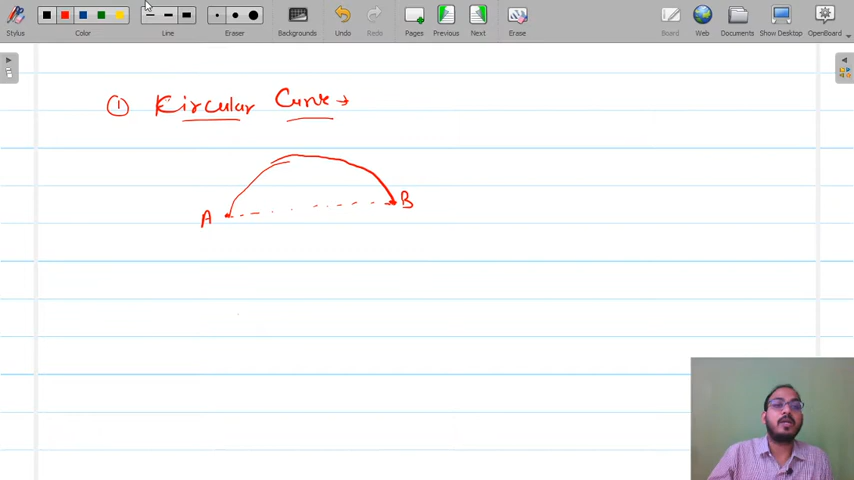 Stylus
Color
Line
Eraser
Backgrounds
Undo
Redo
Pages
Previous
Next
Erase
Board
Web
Documents
Show Desktop
OpenBoard
① Circular Curve →
A
B